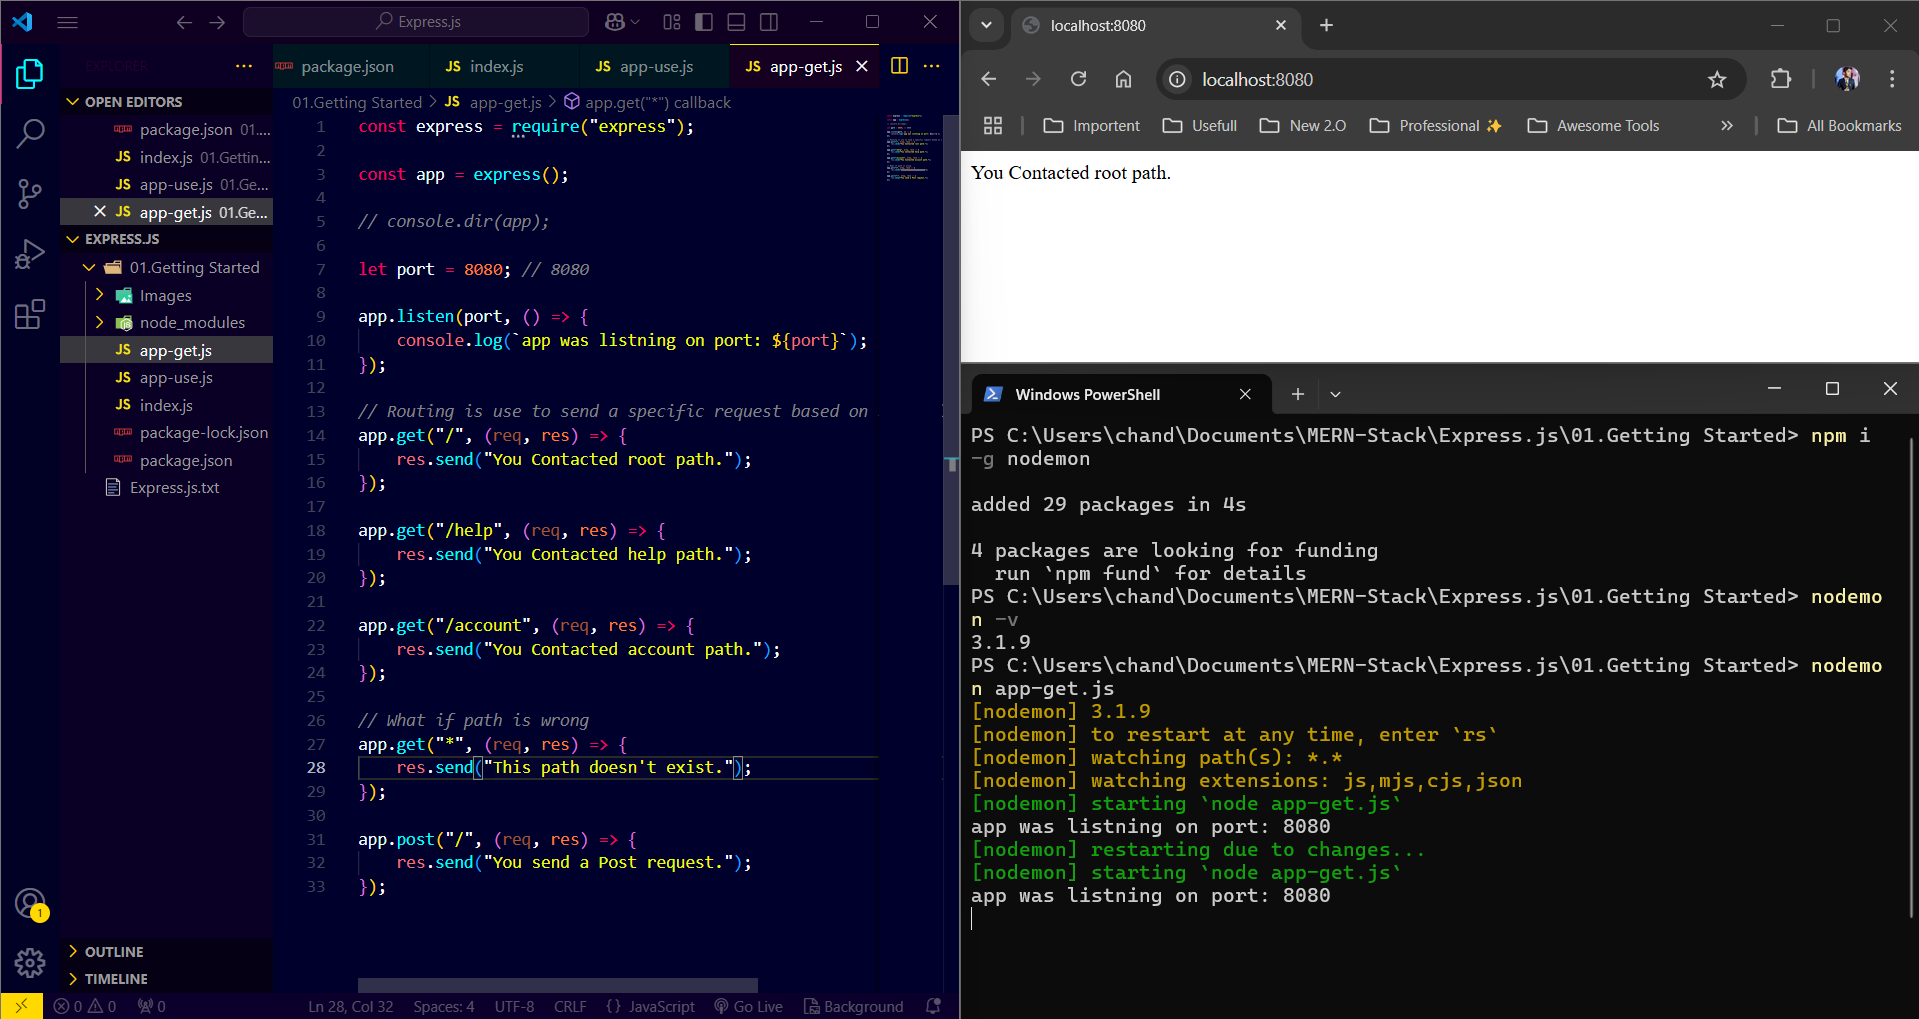 Express.js
EXPLORER
OPEN EDITORS
package.json 01....
index.js 01.Gettin...
app-use.js 01.Ge...
app-get.js 01.Ge...
EXPRESS.JS
01.Getting Started
Images
node_modules
app-get.js
app-use.js
index.js
package-lock.json
package.json
Express.js.txt
OUTLINE
TIMELINE
package.json
JS index.js
JS app-use.js
JS app-get.js
01.Getting Started > JS app-get.js > app.get("*") callback
1 const express = require("express");
2
3 const app = express();
4
5 // console.dir(app);
6
7 let port = 8080; // 8080
8
9 app.listen(port, () => {
10 console.log(`app was listning on port: ${port}`);
11 });
12
13 // Routing is use to send a specific request based on
14 app.get("/", (req, res) => {
15 res.send("You Contacted root path.");
16 });
17
18 app.get("/help", (req, res) => {
19 res.send("You Contacted help path.");
20 });
21
22 app.get("/account", (req, res) => {
23 res.send("You Contacted account path.");
24 });
25
26 // What if path is wrong
27 app.get("*", (req, res) => {
28 res.send("This path doesn't exist.");
29 });
30
31 app.post("/", (req, res) => {
32 res.send("You send a Post request.");
33 });
1
0 0 0 Ln 28, Col 32 Spaces: 4 UTF-8 CRLF {} JavaScript Go Live Background
localhost:8080
localhost:8080
Importent Usefull New 2.O Professional ✨ Awesome Tools » All Bookmarks
You Contacted root path.
Windows PowerShell
PS C:\Users\chand\Documents\MERN-Stack\Express.js\01.Getting Started> npm i
-g nodemon
added 29 packages in 4s
4 packages are looking for funding
run `npm fund` for details
PS C:\Users\chand\Documents\MERN-Stack\Express.js\01.Getting Started> nodemo
n -v
3.1.9
PS C:\Users\chand\Documents\MERN-Stack\Express.js\01.Getting Started> nodemo
n app-get.js
[nodemon] 3.1.9
[nodemon] to restart at any time, enter `rs`
[nodemon] watching path(s): *.*
[nodemon] watching extensions: js,mjs,cjs,json
[nodemon] starting `node app-get.js`
app was listning on port: 8080
[nodemon] restarting due to changes...
[nodemon] starting `node app-get.js`
app was listning on port: 8080